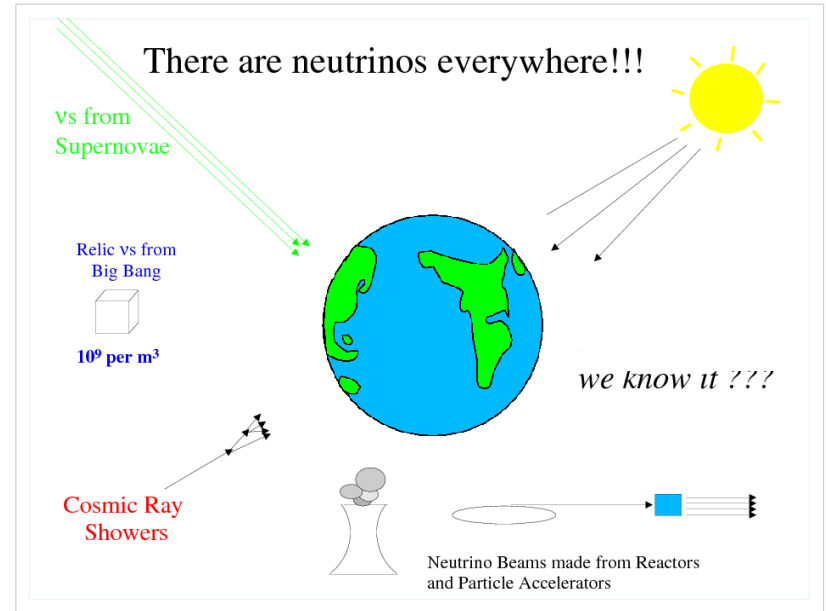 There are neutrinos everywhere!!!
νs from
Supernovae
Relic νs from
Big Bang
10⁹ per m³
we know it ???
Cosmic Ray
Showers
Neutrino Beams made from Reactors
and Particle Accelerators